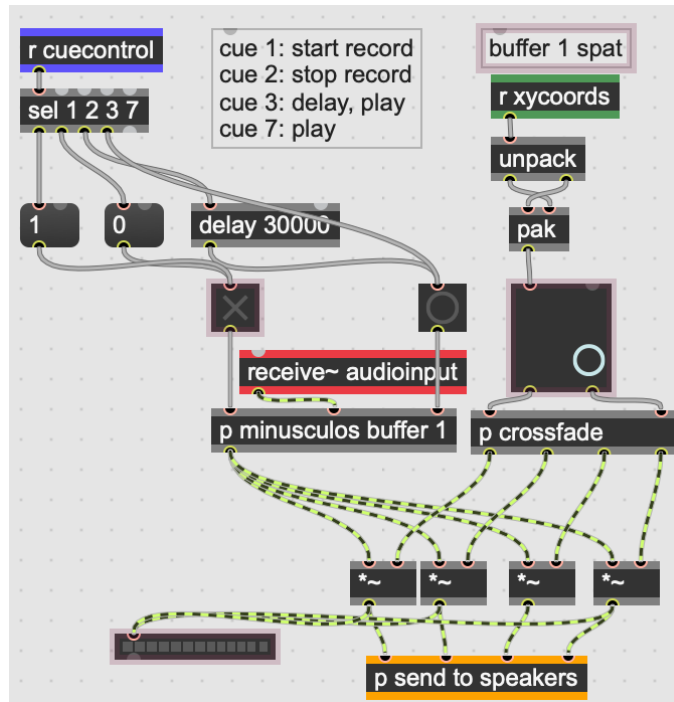 r cuecontrol
sel 1 2 3 7
1
0
delay 30000
cue 1: start record
cue 2: stop record
cue 3: delay, play
cue 7: play
buffer 1 spat
r xycoords
unpack
pak
receive~ audioinput
p minusculos buffer 1
p crossfade
*~
*~
*~
*~
p send to speakers